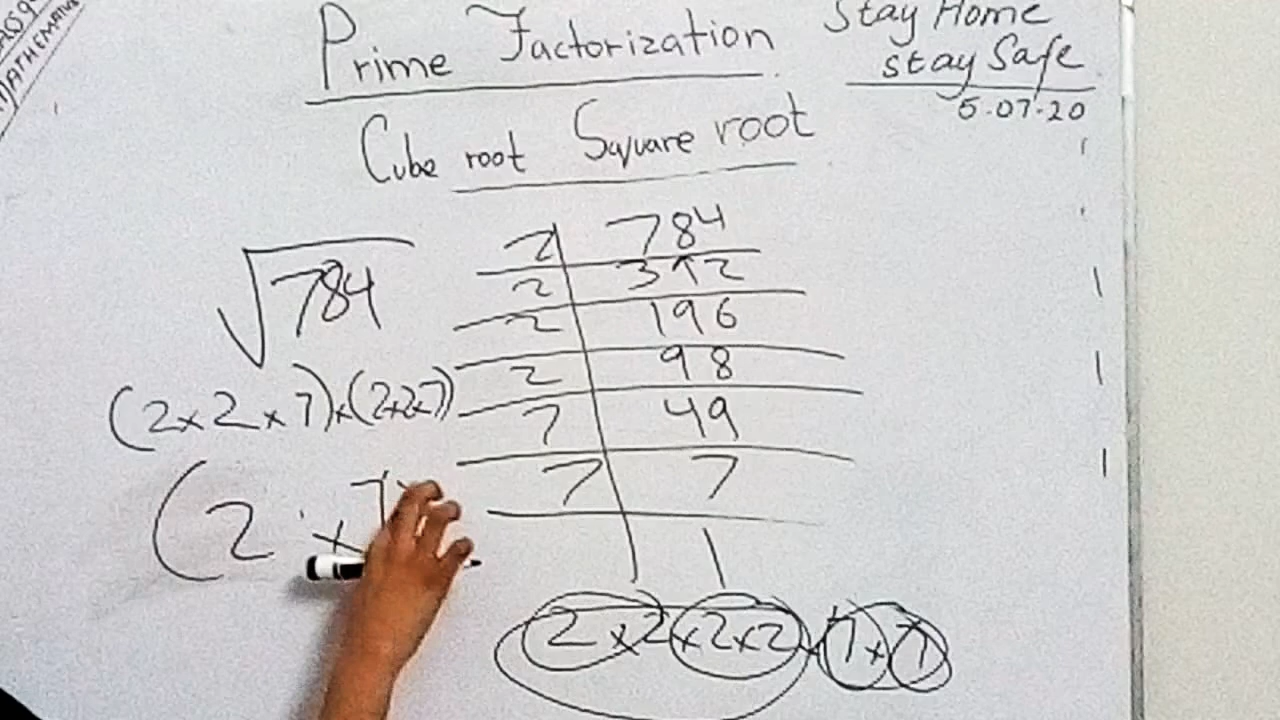 MATHEMAT
Prime Factorization
Stay Home
stay Safe
5.07.20
Cube root Square root
√784
2 784
2 392
2 196
2 98
7 49
7 7
1
(2×2×7)×(2×2×7)
(2 × 7
2×2×2×2×7×7